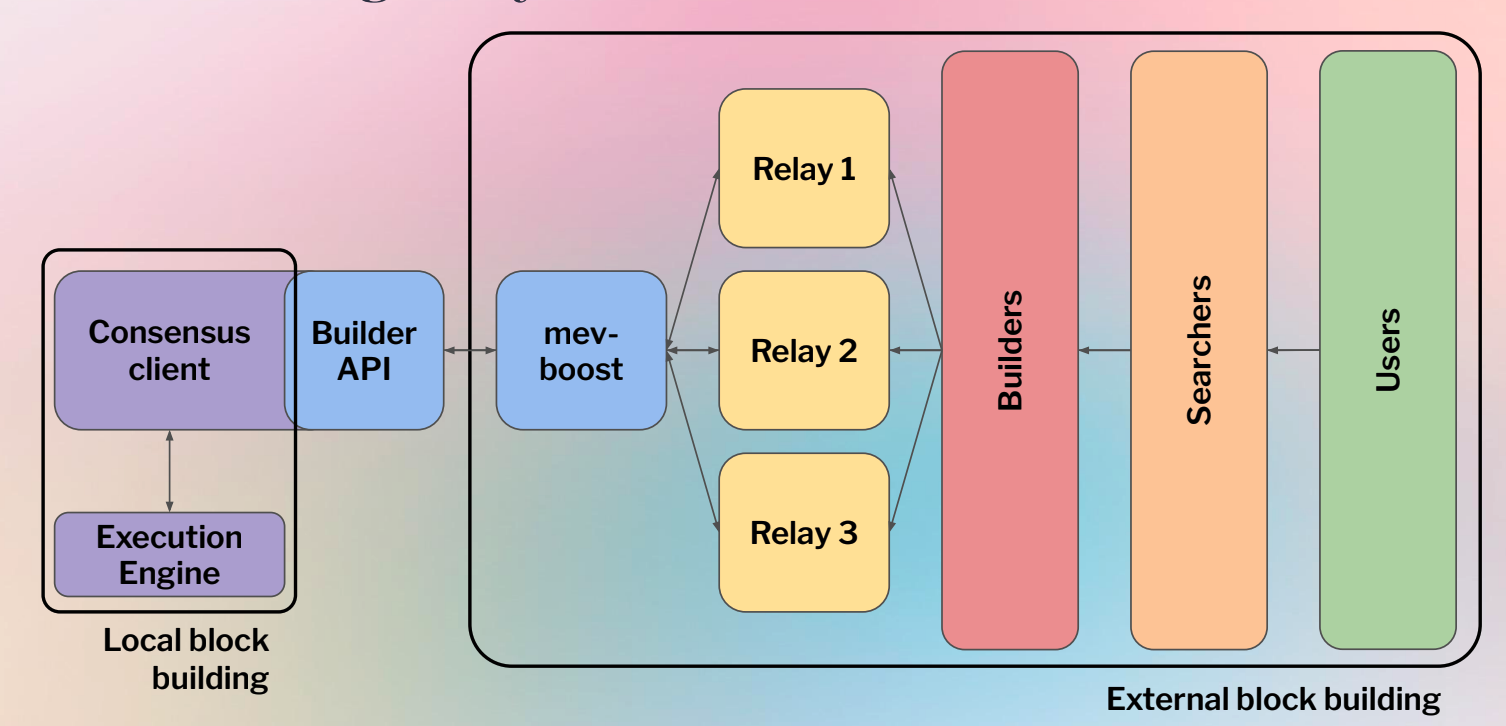 Consensus
client
Builder
API
mev-
boost
Relay 1
Relay 2
Relay 3
Builders
Searchers
Users
Execution
Engine
Local block
building
External block building